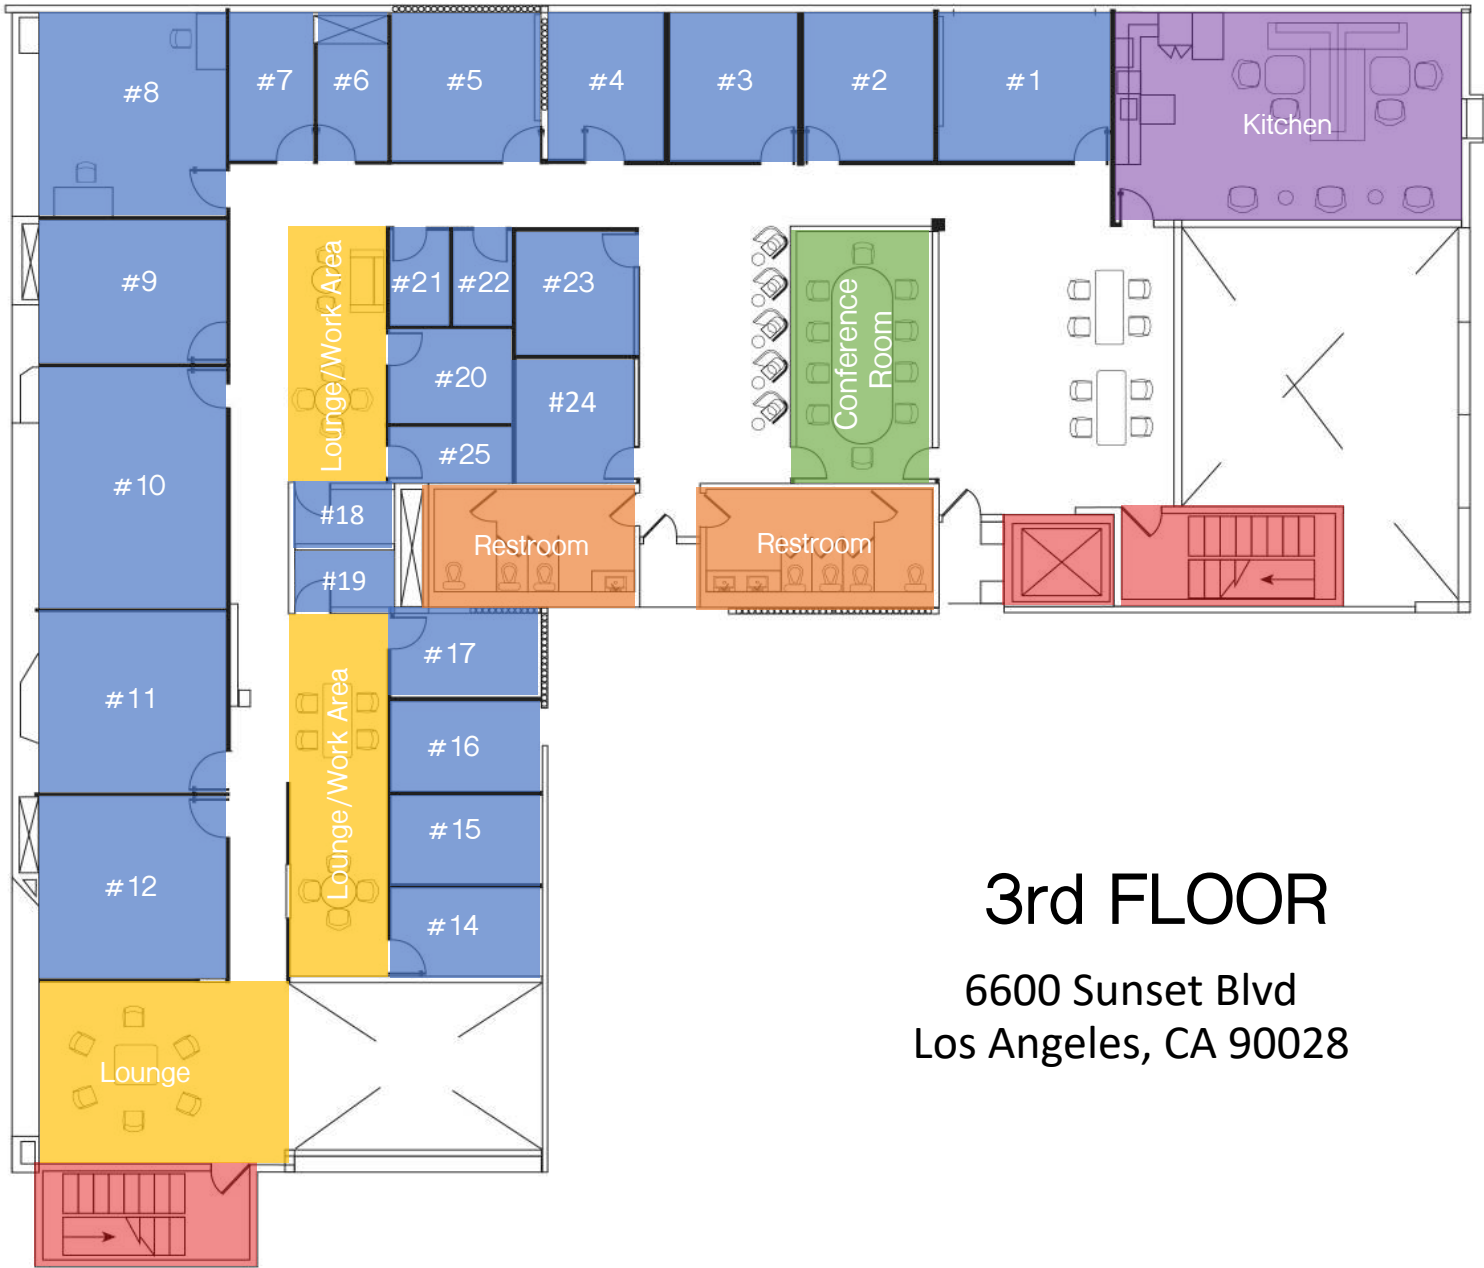 #8
#7
#6
#5
#4
#3
#2
#1
Kitchen
#9
Lounge/Work Area
#21
#22
#23
Conference
Room
#20
#24
#25
#10
#18
Restroom
Restroom
#19
#17
#11
Lounge/Work Area
#16
#15
#12
#14
3rd FLOOR
6600 Sunset Blvd
Los Angeles, CA 90028
Lounge